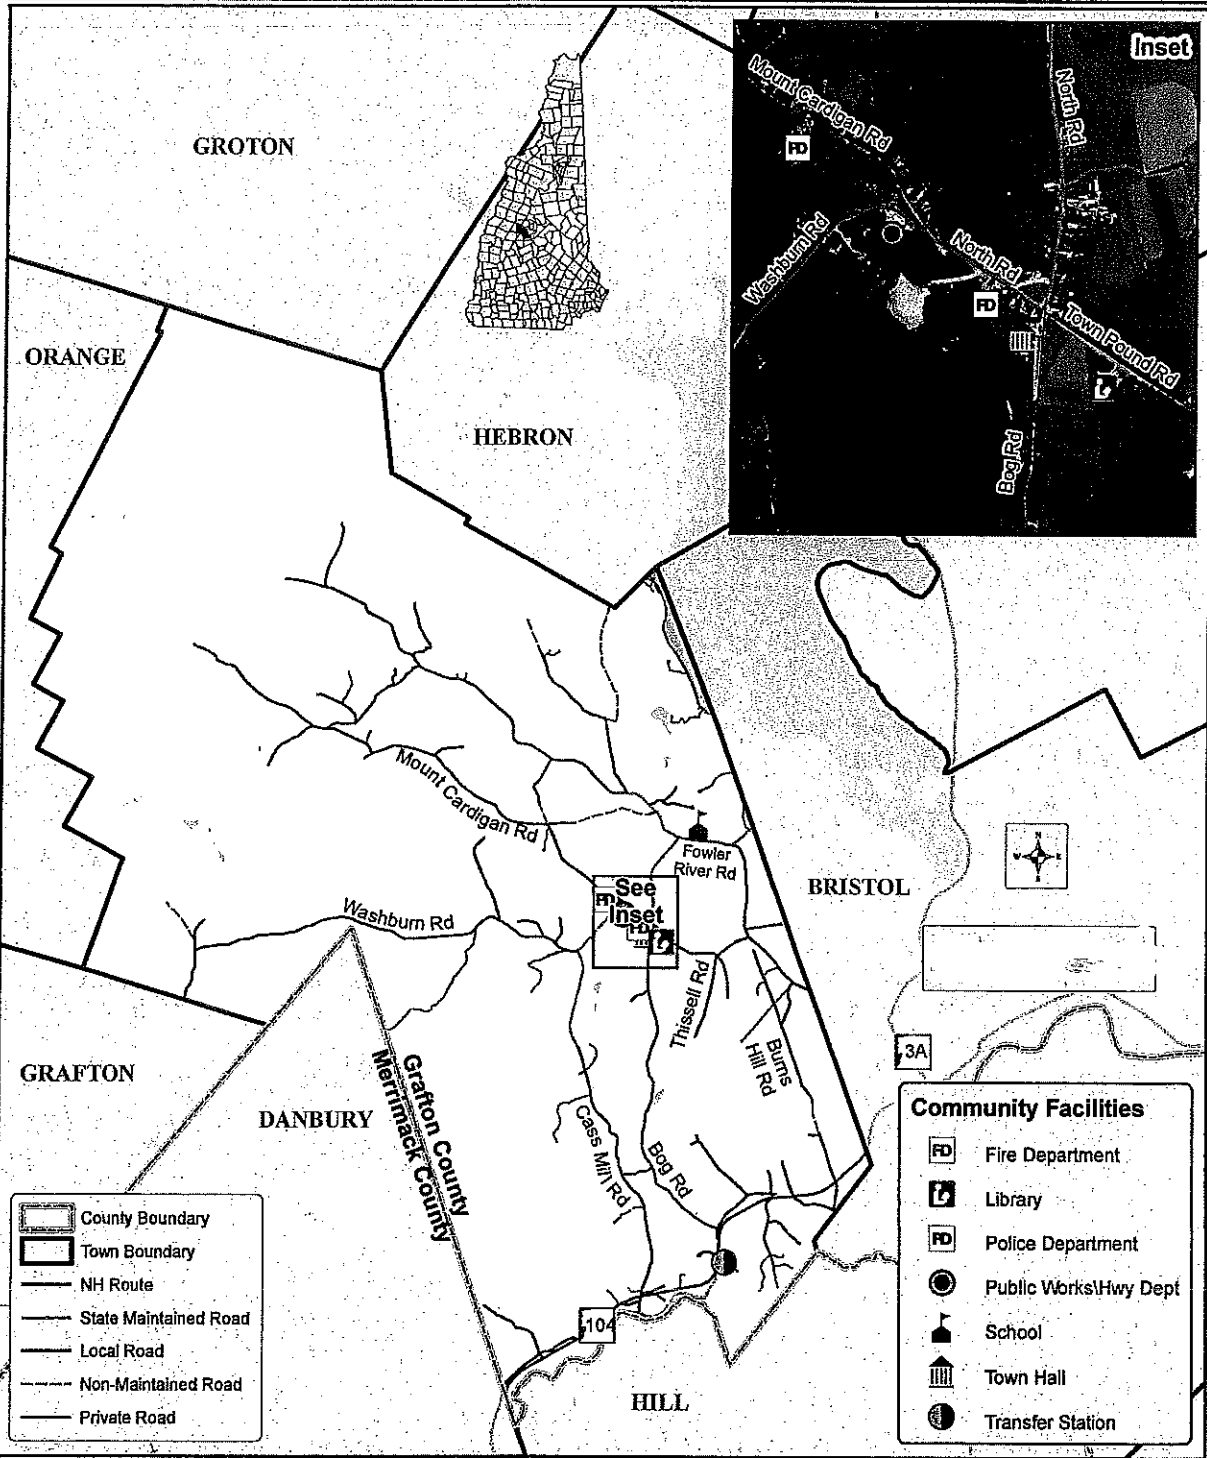 Inset
Mount Cardigan Rd
North Rd
FD
Washburn Rd
North Rd
FD
Town Pound Rd
Bog Rd
GROTON
ORANGE
HEBRON
Mount Cardigan Rd
Fowler
River Rd
See
Inset
BRISTOL
N
W
E
S
Washburn Rd
Thissell Rd
Burns
Hill Rd
3A
GRAFTON
DANBURY
Grafton County
Merrimack County
Cass Mill Rd
Bog Rd
104
HILL
County Boundary
Town Boundary
NH Route
State Maintained Road
Local Road
Non-Maintained Road
Private Road
Community Facilities
FD Fire Department
Library
PD Police Department
Public Works\Hwy Dept
School
Town Hall
Transfer Station